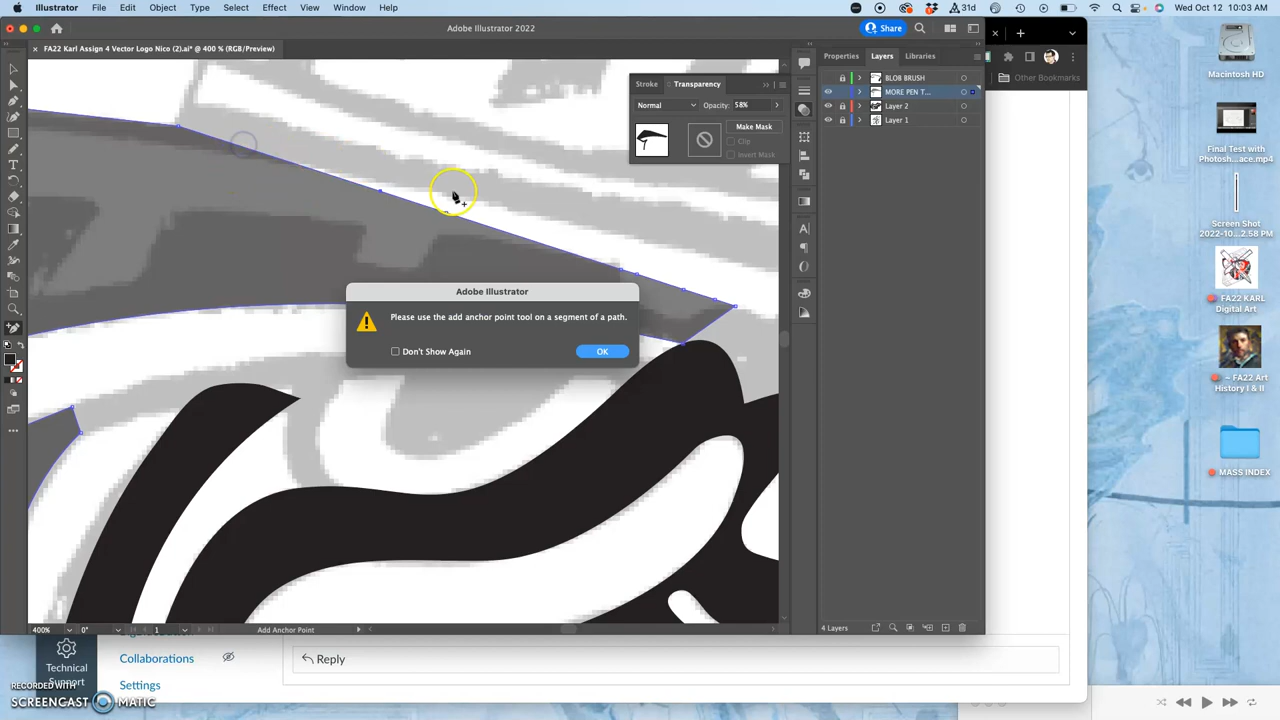 Illustrator File Edit Object Type Select Effect View Window Help
31d
Wed Oct 12 10:03 AM
Adobe Illustrator 2022
Share
FA22 Karl Assign 4 Vector Logo Nico (2).ai* @ 400 % (RGB/Preview)
Properties Layers Libraries
Other Bookmarks
Stroke Transparency
BLOB BRUSH
MORE PEN T...
Layer 2
Layer 1
Normal Opacity: 58%
Make Mask
Clip
Invert Mask
Macintosh HD
Final Test with
Photosh...ace.mp4
Screen Shot
2022-10...2.58 PM
FA22 KARL
Digital Art
~ FA22 Art
History I & II
MASS INDEX
Adobe Illustrator
Please use the add anchor point tool on a segment of a path.
Don't Show Again
OK
400% 0° 1 Add Anchor Point
4 Layers
Technical
Support
Collaborations
Settings
Reply
RECORDED WITH
SCREENCAST MATIC